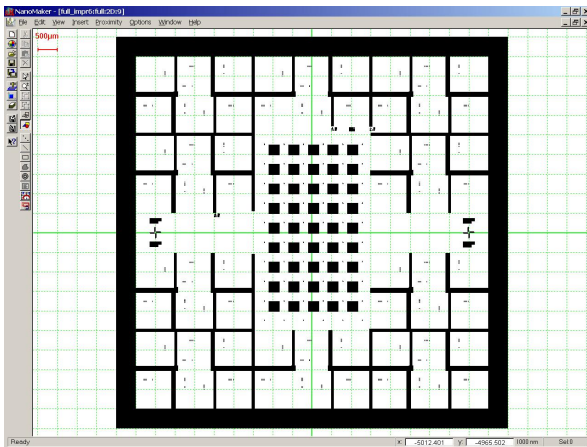 NanoMaker - [full_impr6:full:2D:9]
File Edit View Insert Proximity Options Window Help
500µm
Ready x: -5012.401 y: -4965.502 1000 nm Sel:0